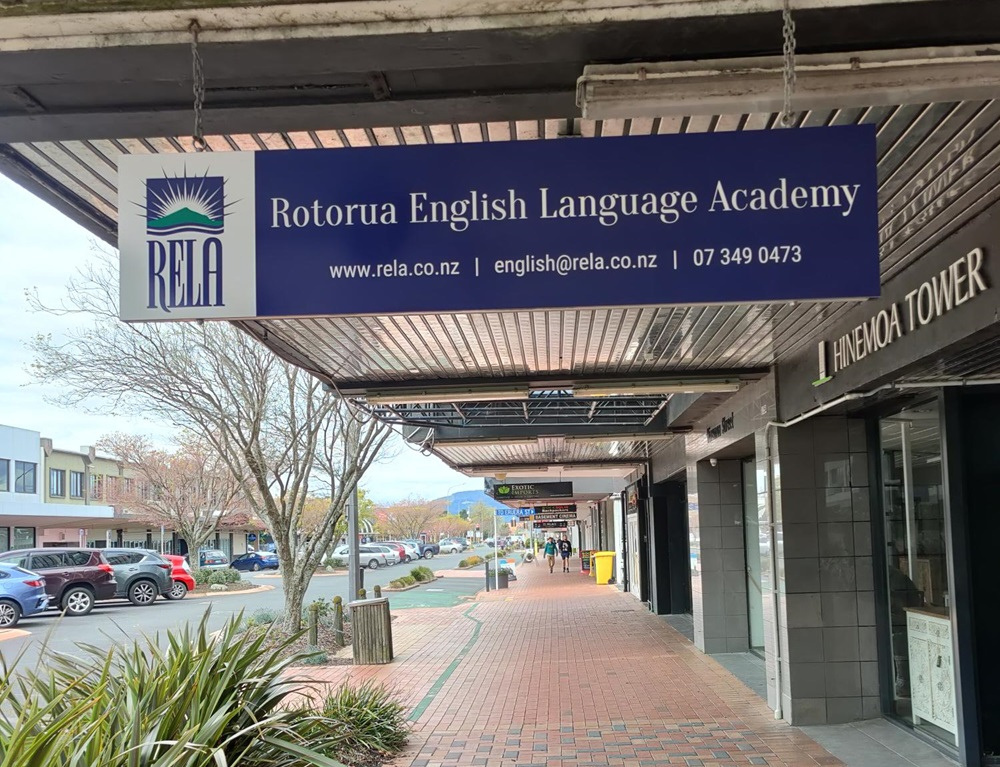 RELA
Rotorua English Language Academy
www.rela.co.nz | english@rela.co.nz | 07 349 0473
HINEMOA TOWER
EXOTIC
IMPORTS
BASEMENT CINEMA